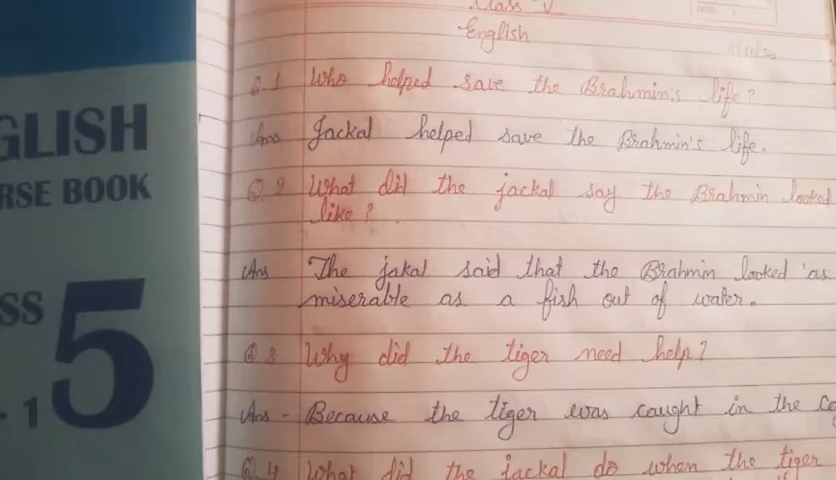 GLISH
RSE BOOK
SS 5
- 1
Class - V
English
Q.1 Who helped save the Brahmin's life?
Ans Jackal helped save the Brahmin's life.
Q.2 What did the jackal say the Brahmin looked
like?
Ans The jakal said that the Brahmin looked 'as
miserable as a fish out of water.
Q.3 Why did the tiger need help?
Ans - Because the tiger was caught in the
Q.4 What did the jackal do when the tiger